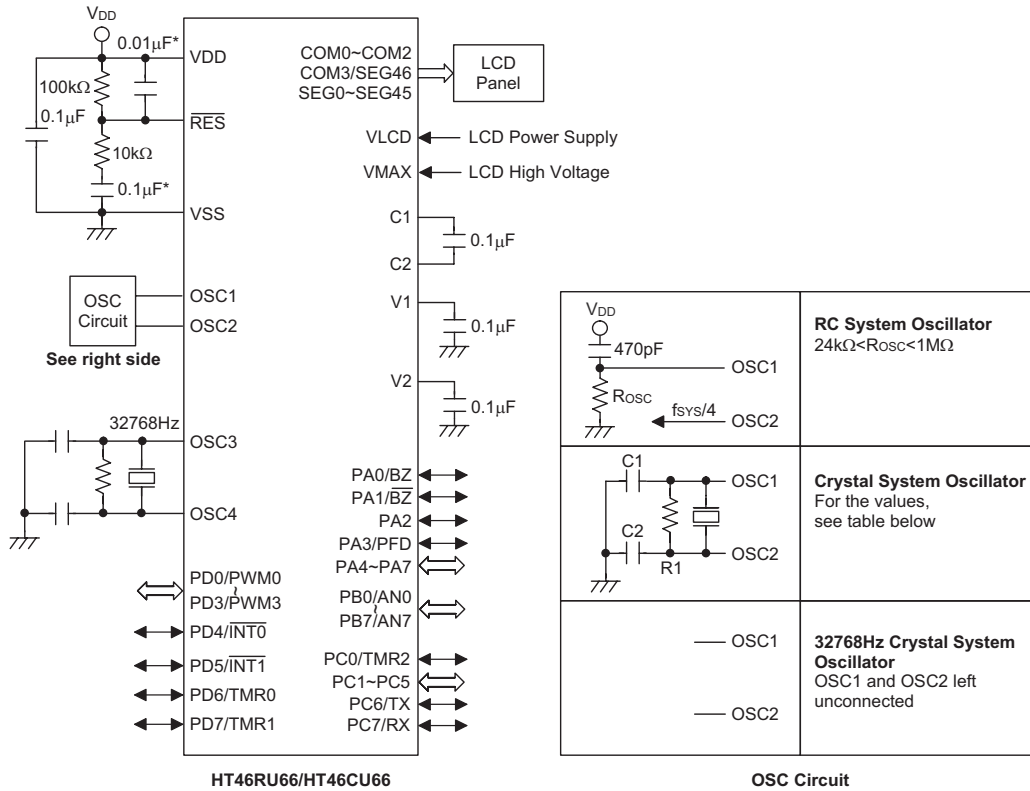 VDD
0.01μF*
VDD
100kΩ
0.1μF
RES
10kΩ
0.1μF*
VSS
OSC
Circuit
OSC1
OSC2
See right side
32768Hz
OSC3
OSC4
PD0/PWM0
~
PD3/PWM3
PD4/INT0
PD5/INT1
PD6/TMR0
PD7/TMR1
COM0~COM2
COM3/SEG46
SEG0~SEG45
LCD
Panel
VLCD
LCD Power Supply
VMAX
LCD High Voltage
C1
0.1μF
C2
V1
0.1μF
V2
0.1μF
PA0/BZ
PA1/BZ
PA2
PA3/PFD
PA4~PA7
PB0/AN0
~
PB7/AN7
PC0/TMR2
PC1~PC5
PC6/TX
PC7/RX
HT46RU66/HT46CU66
VDD
470pF
OSC1
ROSC
fSYS/4
OSC2
RC System Oscillator
24kΩ<ROSC<1MΩ
C1
OSC1
C2
OSC2
R1
Crystal System Oscillator
For the values,
see table below
OSC1
OSC2
32768Hz Crystal System
Oscillator
OSC1 and OSC2 left
unconnected
OSC Circuit